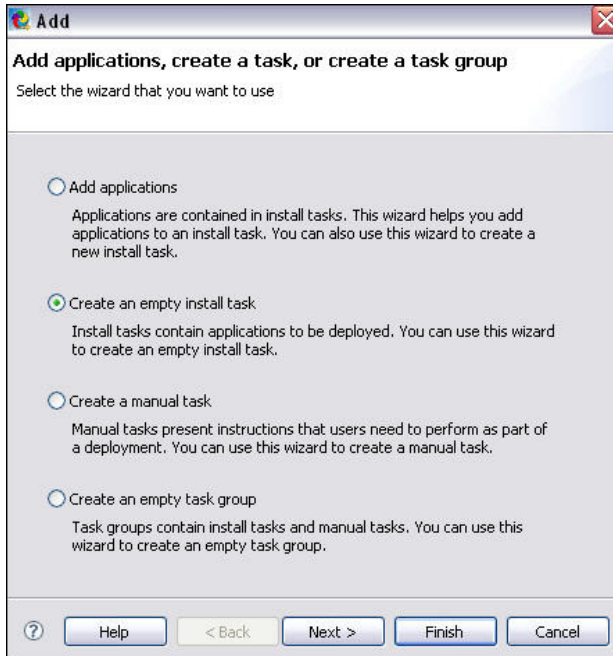 Add
Add applications, create a task, or create a task group
Select the wizard that you want to use
Add applications
Applications are contained in install tasks. This wizard helps you add
applications to an install task. You can also use this wizard to create a
new install task.
Create an empty install task
Install tasks contain applications to be deployed. You can use this wizard
to create an empty install task.
Create a manual task
Manual tasks present instructions that users need to perform as part of
a deployment. You can use this wizard to create a manual task.
Create an empty task group
Task groups contain install tasks and manual tasks. You can use this
wizard to create an empty task group.
? Help < Back Next > Finish Cancel